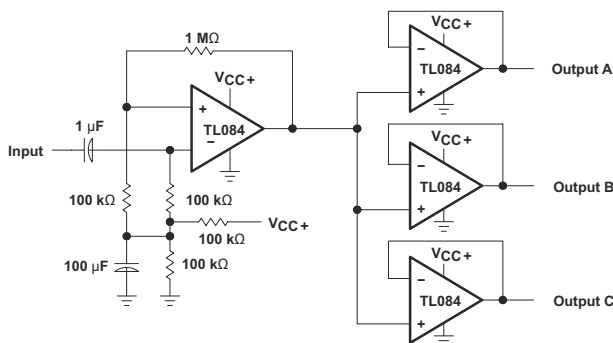 1 MΩ
VCC+
+
TL084
−
1 µF
Input
100 kΩ
100 kΩ
100 kΩ
VCC+
100 µF
100 kΩ
VCC+
−
TL084
+
Output A
VCC+
−
TL084
+
Output B
VCC+
−
TL084
+
Output C